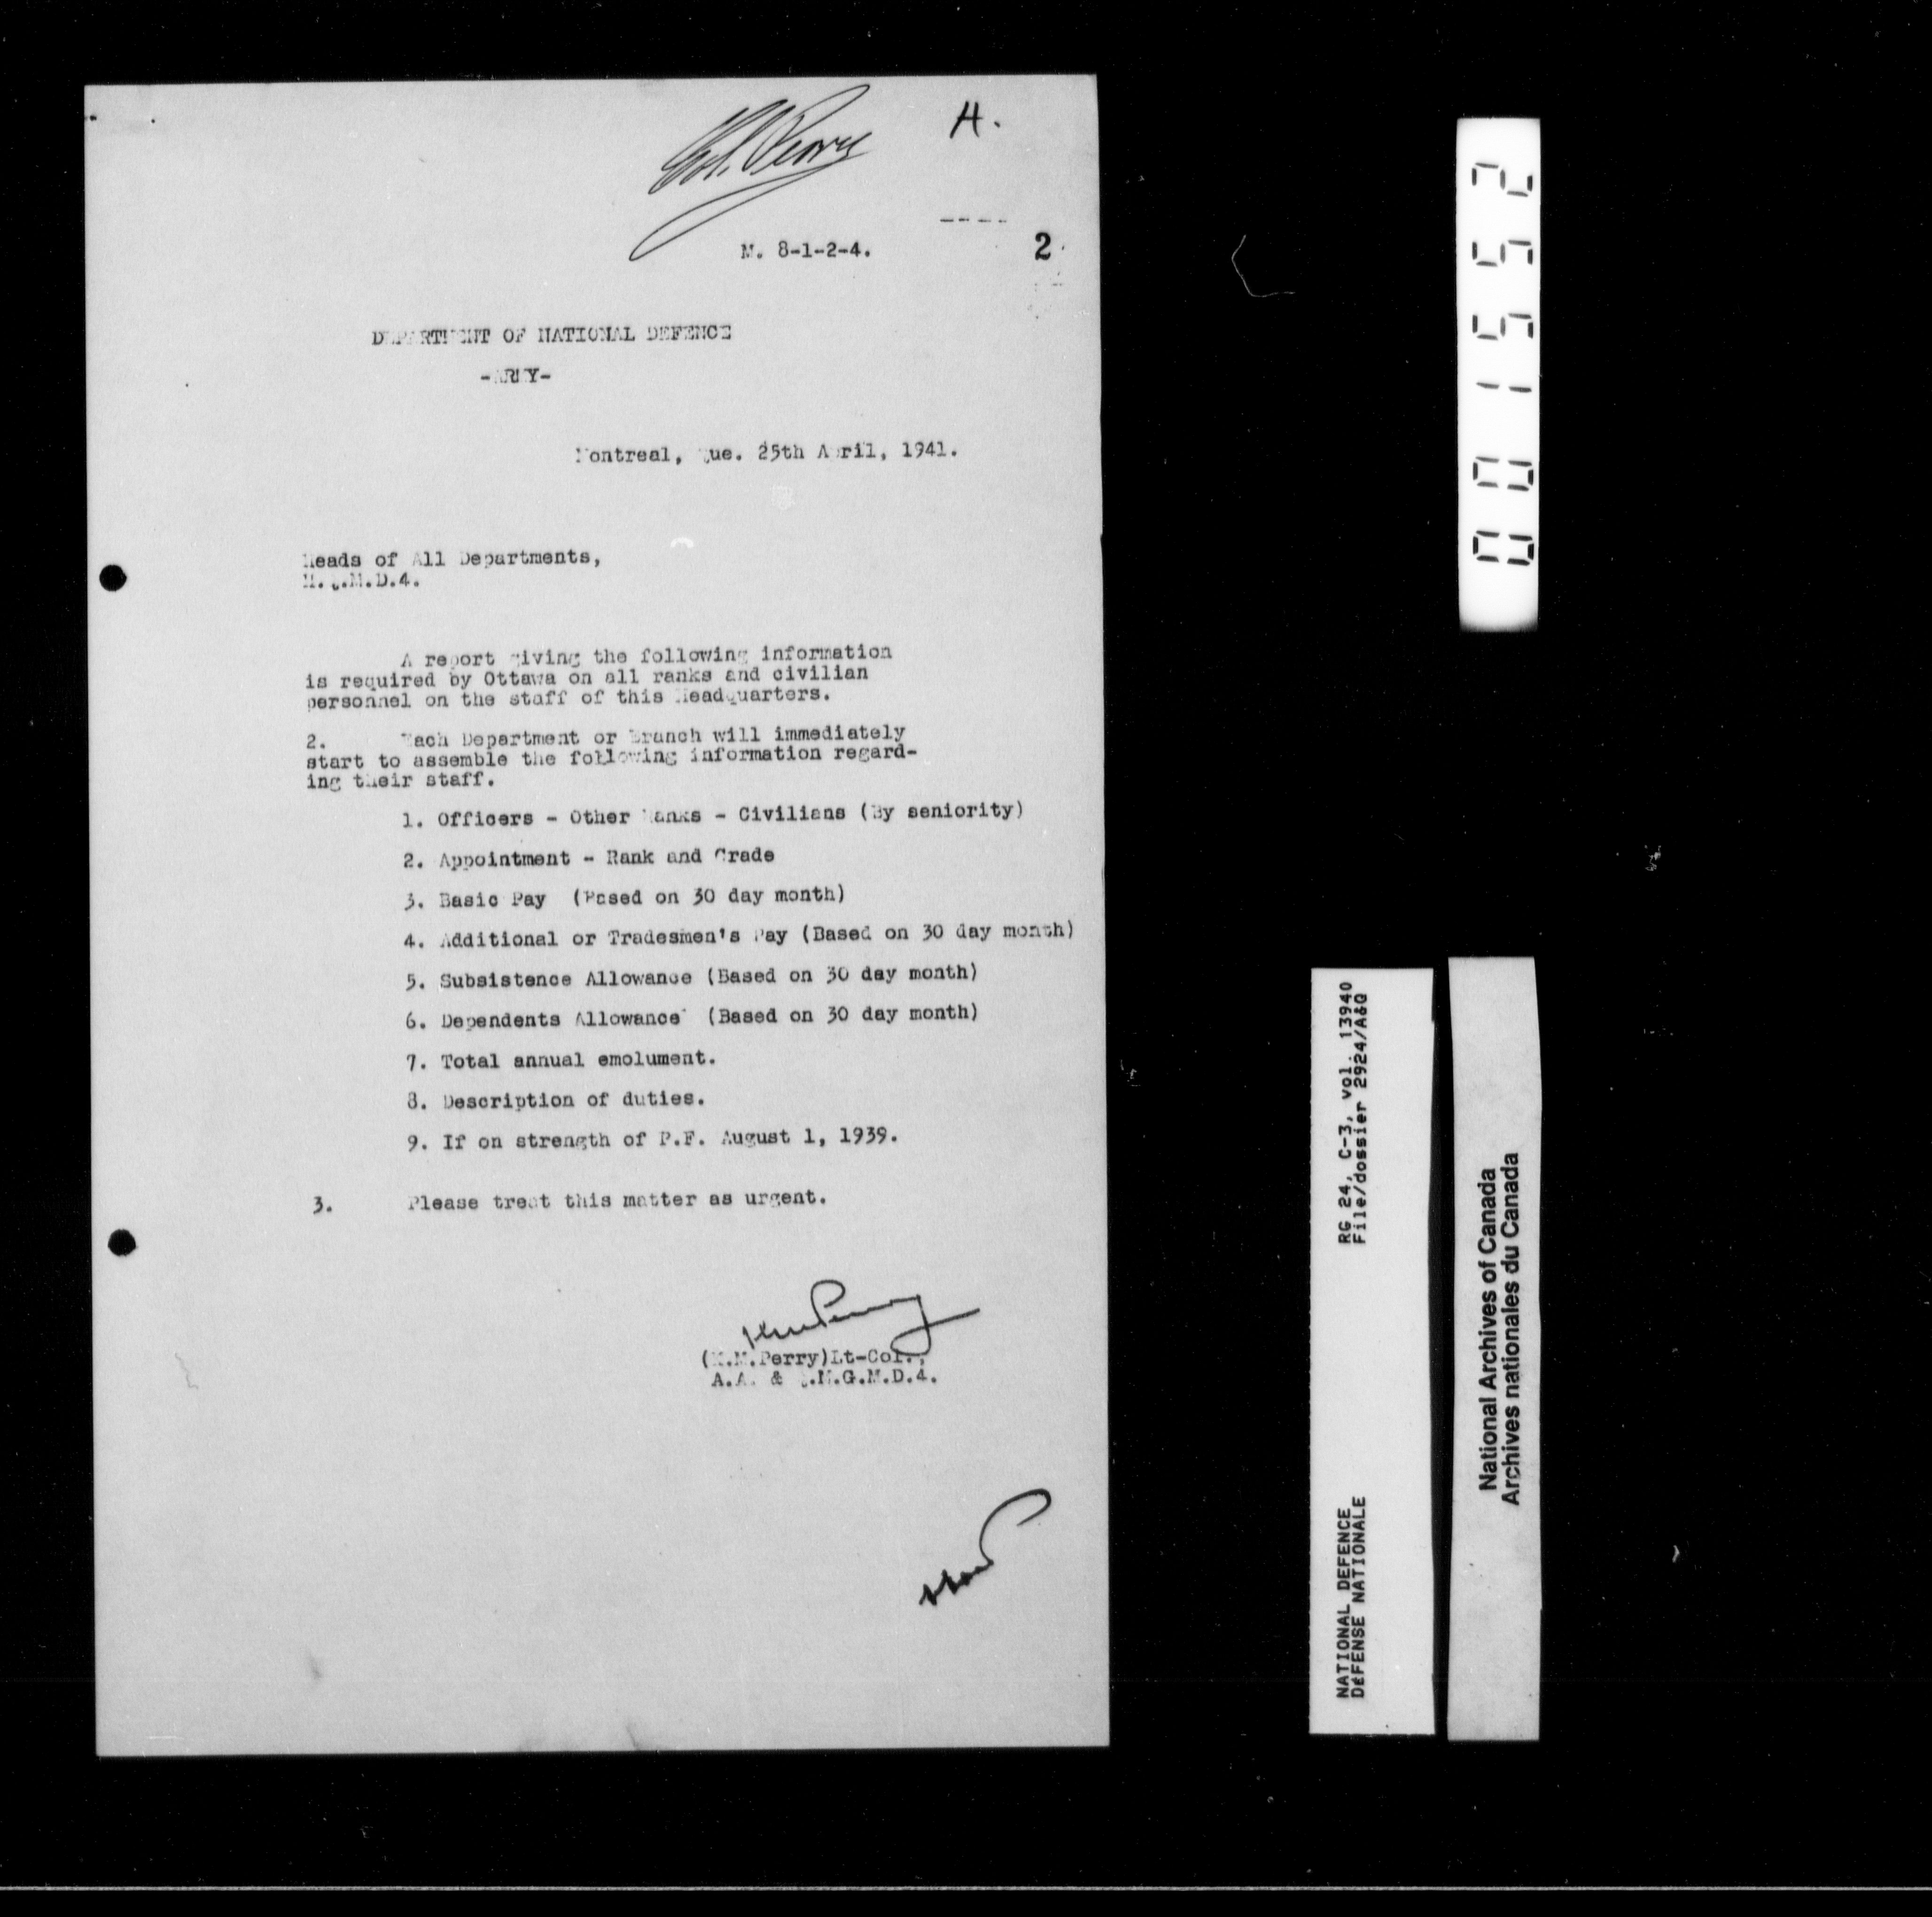 Col. Perry
H.
M. 8-1-2-4.
2
DEPARTMENT OF NATIONAL DEFENCE
-ARMY-
Montreal, Que. 25th April, 1941.
Heads of All Departments,
H.Q.M.D.4.
A report giving the following information
is required by Ottawa on all ranks and civilian
personnel on the staff of this Headquarters.
2. Each Department or Branch will immediately
start to assemble the following information regard-
ing their staff.
1. Officers - Other Ranks - Civilians (By seniority)
2. Appointment - Rank and Grade
3. Basic Pay (Based on 30 day month)
4. Additional or Tradesmen's Pay (Based on 30 day month)
5. Subsistence Allowance (Based on 30 day month)
6. Dependents Allowance (Based on 30 day month)
7. Total annual emolument.
8. Description of duties.
9. If on strength of P.F. August 1, 1939.
3. Please treat this matter as urgent.
KMPerry
(K.M.Perry)Lt-Col.,
A.A. & Q.M.G.M.D.4.
001552
RG 24, C-3, vol. 13940
File/dossier 2924/A&Q
NATIONAL DEFENCE
DÉFENSE NATIONALE
National Archives of Canada
Archives nationales du Canada